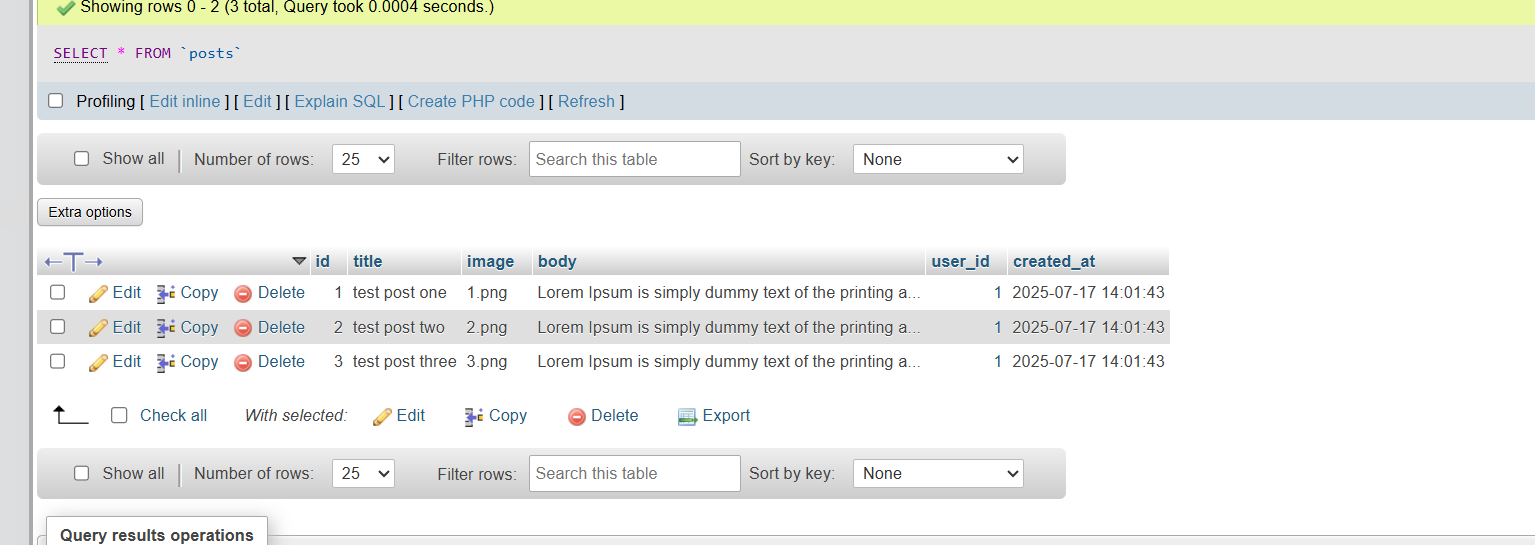 Showing rows 0 - 2 (3 total, Query took 0.0004 seconds.)
SELECT * FROM `posts`
Profiling [ Edit inline ] [ Edit ] [ Explain SQL ] [ Create PHP code ] [ Refresh ]
Show all | Number of rows: 25 Filter rows: Search this table Sort by key: None
Extra options
←T→ id title image body user_id created_at
Edit Copy Delete 1 test post one 1.png Lorem Ipsum is simply dummy text of the printing a... 1 2025-07-17 14:01:43
Edit Copy Delete 2 test post two 2.png Lorem Ipsum is simply dummy text of the printing a... 1 2025-07-17 14:01:43
Edit Copy Delete 3 test post three 3.png Lorem Ipsum is simply dummy text of the printing a... 1 2025-07-17 14:01:43
Check all With selected: Edit Copy Delete Export
Show all | Number of rows: 25 Filter rows: Search this table Sort by key: None
Query results operations